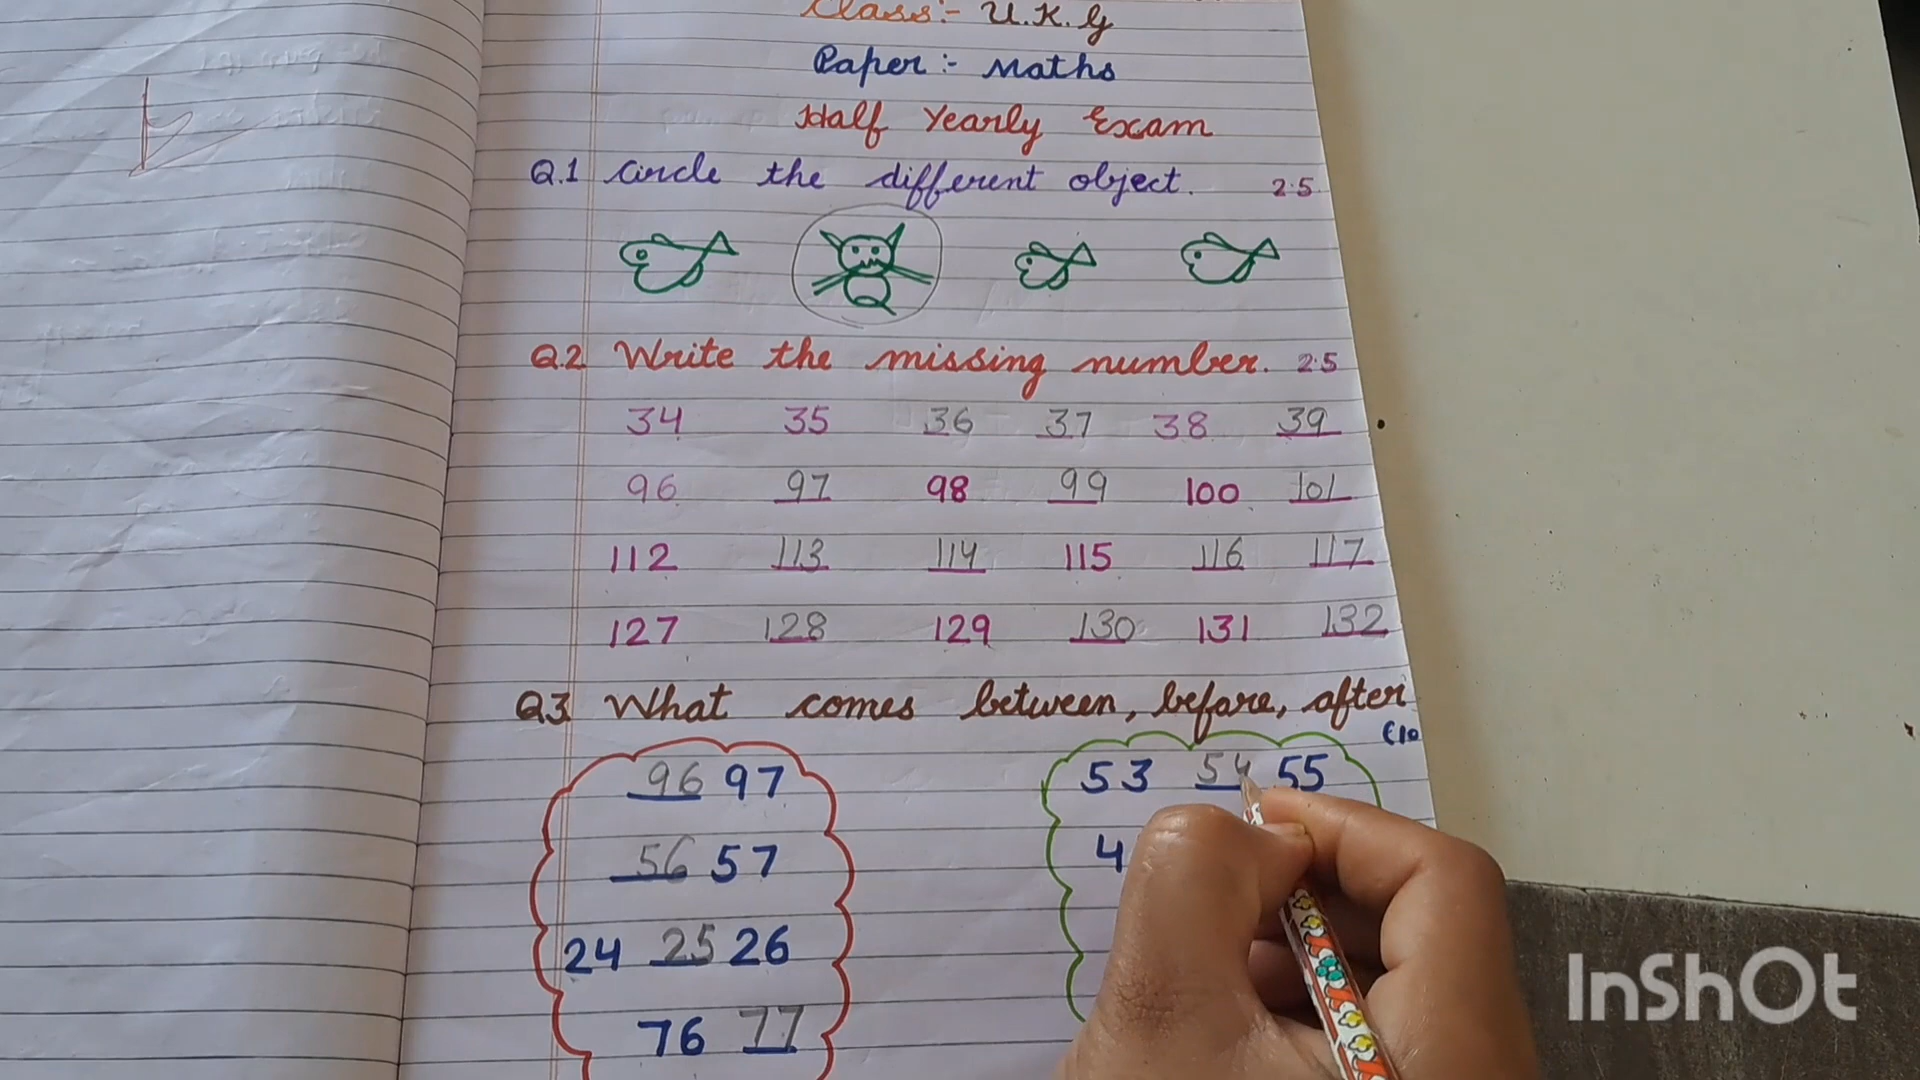 Class:- U.K.G
Paper:- Maths
Half Yearly Exam
Q.1 Circle the different object. 2.5
Q.2 Write the missing number. 2.5
34 35 36 37 38 39
96 97 98 99 100 101
112 113 114 115 116 117
127 128 129 130 131 132
Q3 What comes between, before, after
(10
96 97
56 57
24 25 26
76 77
53 54 55
4
InShOt